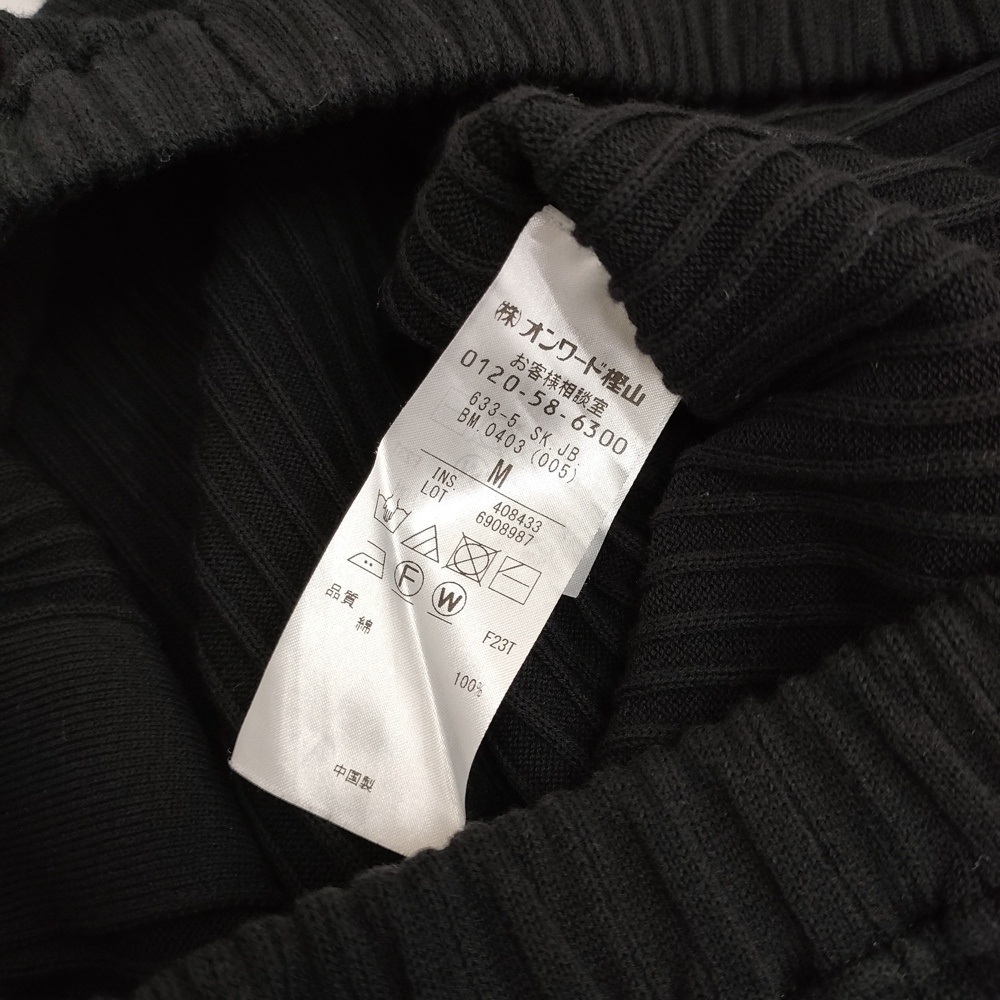 ㈱オンワード樫山
お客様相談室
0120-58-6300
633-5 SK.JB
BM.0403 (005)
M
INS 408433
LOT 6908987
F W
F23T
品質
綿 100%
中国製